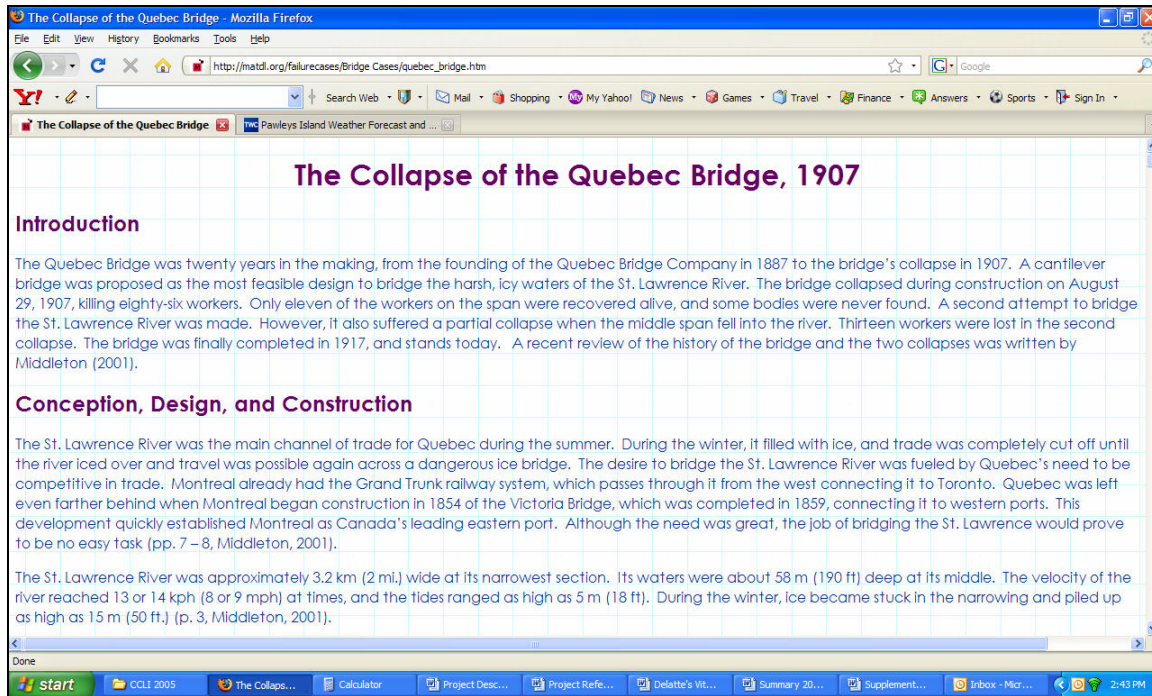 The Collapse of the Quebec Bridge - Mozilla Firefox
File Edit View History Bookmarks Tools Help
http://matdl.org/failurecases/Bridge Cases/quebec_bridge.htm
G Google
Y! Search Web Mail Shopping My Yahoo! News Games Travel Finance Answers Sports Sign In
The Collapse of the Quebec Bridge TWC Pawleys Island Weather Forecast and ...
The Collapse of the Quebec Bridge, 1907
Introduction
The Quebec Bridge was twenty years in the making, from the founding of the Quebec Bridge Company in 1887 to the bridge's collapse in 1907. A cantilever
bridge was proposed as the most feasible design to bridge the harsh, icy waters of the St. Lawrence River. The bridge collapsed during construction on August
29, 1907, killing eighty-six workers. Only eleven of the workers on the span were recovered alive, and some bodies were never found. A second attempt to bridge
the St. Lawrence River was made. However, it also suffered a partial collapse when the middle span fell into the river. Thirteen workers were lost in the second
collapse. The bridge was finally completed in 1917, and stands today. A recent review of the history of the bridge and the two collapses was written by
Middleton (2001).
Conception, Design, and Construction
The St. Lawrence River was the main channel of trade for Quebec during the summer. During the winter, it filled with ice, and trade was completely cut off until
the river iced over and travel was possible again across a dangerous ice bridge. The desire to bridge the St. Lawrence River was fueled by Quebec's need to be
competitive in trade. Montreal already had the Grand Trunk railway system, which passes through it from the west connecting it to Toronto. Quebec was left
even farther behind when Montreal began construction in 1854 of the Victoria Bridge, which was completed in 1859, connecting it to western ports. This
development quickly established Montreal as Canada's leading eastern port. Although the need was great, the job of bridging the St. Lawrence would prove
to be no easy task (pp. 7 – 8, Middleton, 2001).
The St. Lawrence River was approximately 3.2 km (2 mi.) wide at its narrowest section. Its waters were about 58 m (190 ft) deep at its middle. The velocity of the
river reached 13 or 14 kph (8 or 9 mph) at times, and the tides ranged as high as 5 m (18 ft). During the winter, ice became stuck in the narrowing and piled up
as high as 15 m (50 ft.) (p. 3, Middleton, 2001).
Done
start CCLI 2005 The Collaps... Calculator Project Desc... Project Refe... Delatte's Vit... Summary 20... Supplement... Inbox - Micr... 2:43 PM